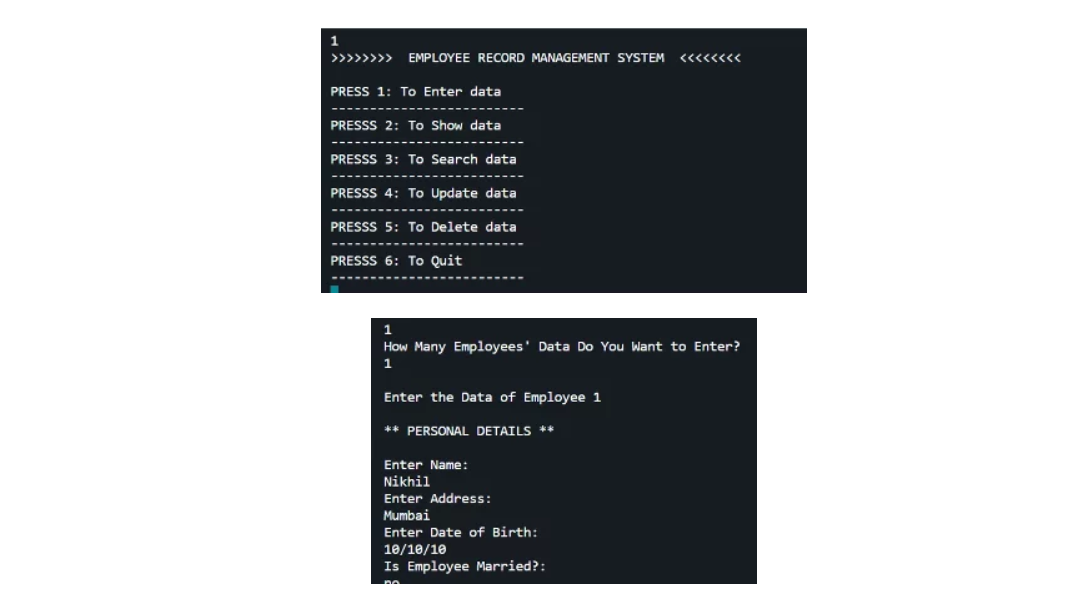 1
>>>>>>>>  EMPLOYEE RECORD MANAGEMENT SYSTEM  <<<<<<<<
PRESS 1: To Enter data
-------------------------
PRESSS 2: To Show data
-------------------------
PRESSS 3: To Search data
-------------------------
PRESSS 4: To Update data
-------------------------
PRESSS 5: To Delete data
-------------------------
PRESSS 6: To Quit
-------------------------
1
How Many Employees' Data Do You Want to Enter?
1
Enter the Data of Employee 1
** PERSONAL DETAILS **
Enter Name:
Nikhil
Enter Address:
Mumbai
Enter Date of Birth:
10/10/10
Is Employee Married?:
no